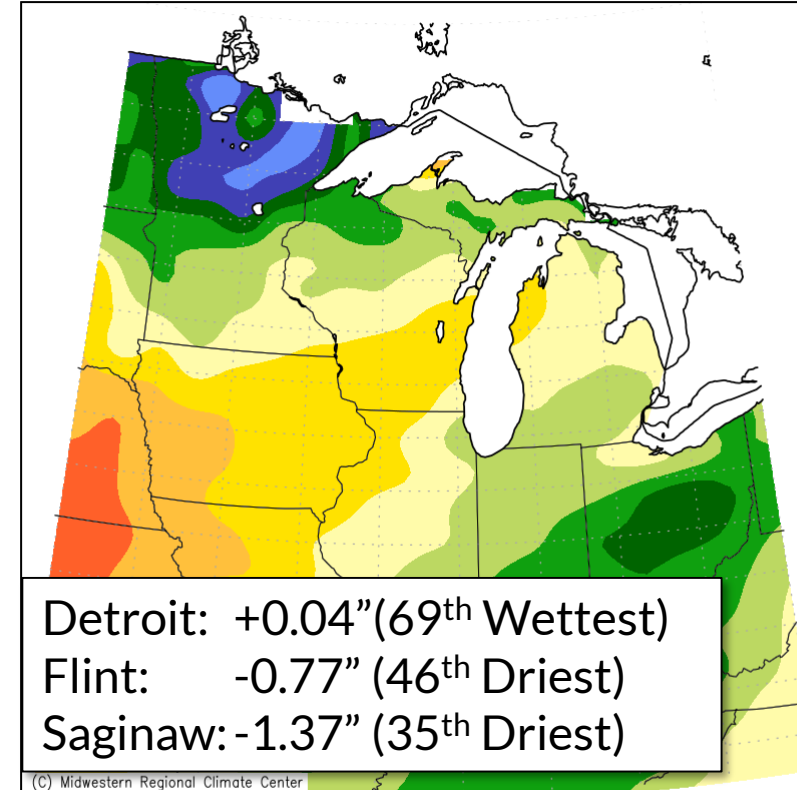 Detroit: +0.04”(69th Wettest)
Flint: -0.77” (46th Driest)
Saginaw: -1.37” (35th Driest)
(C) Midwestern Regional Climate Center